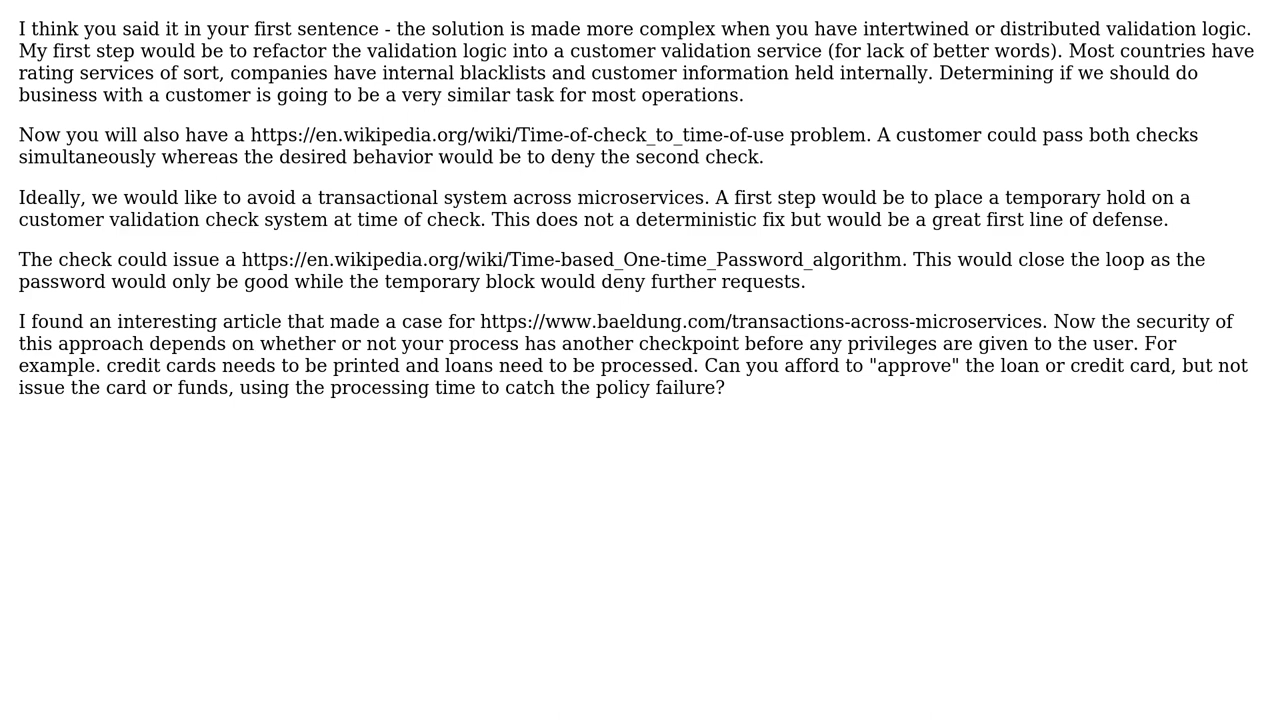 I think you said it in your first sentence - the solution is made more complex when you have intertwined or distributed validation logic.
My first step would be to refactor the validation logic into a customer validation service (for lack of better words). Most countries have
rating services of sort, companies have internal blacklists and customer information held internally. Determining if we should do
business with a customer is going to be a very similar task for most operations.
Now you will also have a https://en.wikipedia.org/wiki/Time-of-check_to_time-of-use problem. A customer could pass both checks
simultaneously whereas the desired behavior would be to deny the second check.
Ideally, we would like to avoid a transactional system across microservices. A first step would be to place a temporary hold on a
customer validation check system at time of check. This does not a deterministic fix but would be a great first line of defense.
The check could issue a https://en.wikipedia.org/wiki/Time-based_One-time_Password_algorithm. This would close the loop as the
password would only be good while the temporary block would deny further requests.
I found an interesting article that made a case for https://www.baeldung.com/transactions-across-microservices. Now the security of
this approach depends on whether or not your process has another checkpoint before any privileges are given to the user. For
example. credit cards needs to be printed and loans need to be processed. Can you afford to "approve" the loan or credit card, but not
issue the card or funds, using the processing time to catch the policy failure?